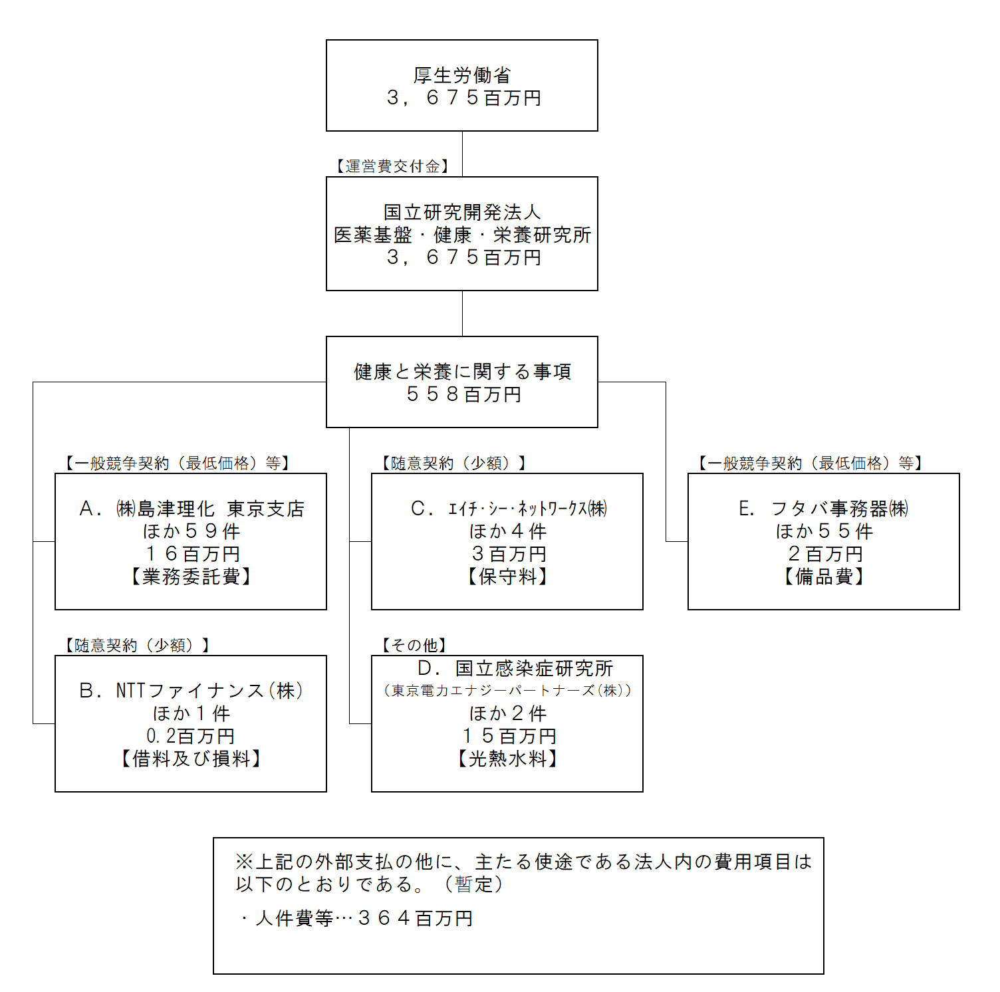 厚生労働省
３，６７５百万円
【運営費交付金】
国立研究開発法人
医薬基盤・健康・栄養研究所
３，６７５百万円
健康と栄養に関する事項
５５８百万円
【一般競争契約（最低価格）等】
Ａ．㈱島津理化 東京支店
ほか５９件
１６百万円
【業務委託費】
【随意契約（少額）】
Ｃ．ｴｲﾁ･ｼｰ･ﾈｯﾄﾜｰｸｽ㈱
ほか４件
３百万円
【保守料】
【一般競争契約（最低価格）等】
E. フタバ事務器㈱
ほか５５件
２百万円
【備品費】
【随意契約（少額）】
Ｂ．NTTファイナンス(株)
ほか１件
0.2百万円
【借料及び損料】
【その他】
Ｄ．国立感染症研究所
（東京電力エナジーパートナーズ(株)）
ほか２件
１５百万円
【光熱水料】
※上記の外部支払の他に、主たる使途である法人内の費用項目は
以下のとおりである。（暫定）
・人件費等…３６４百万円